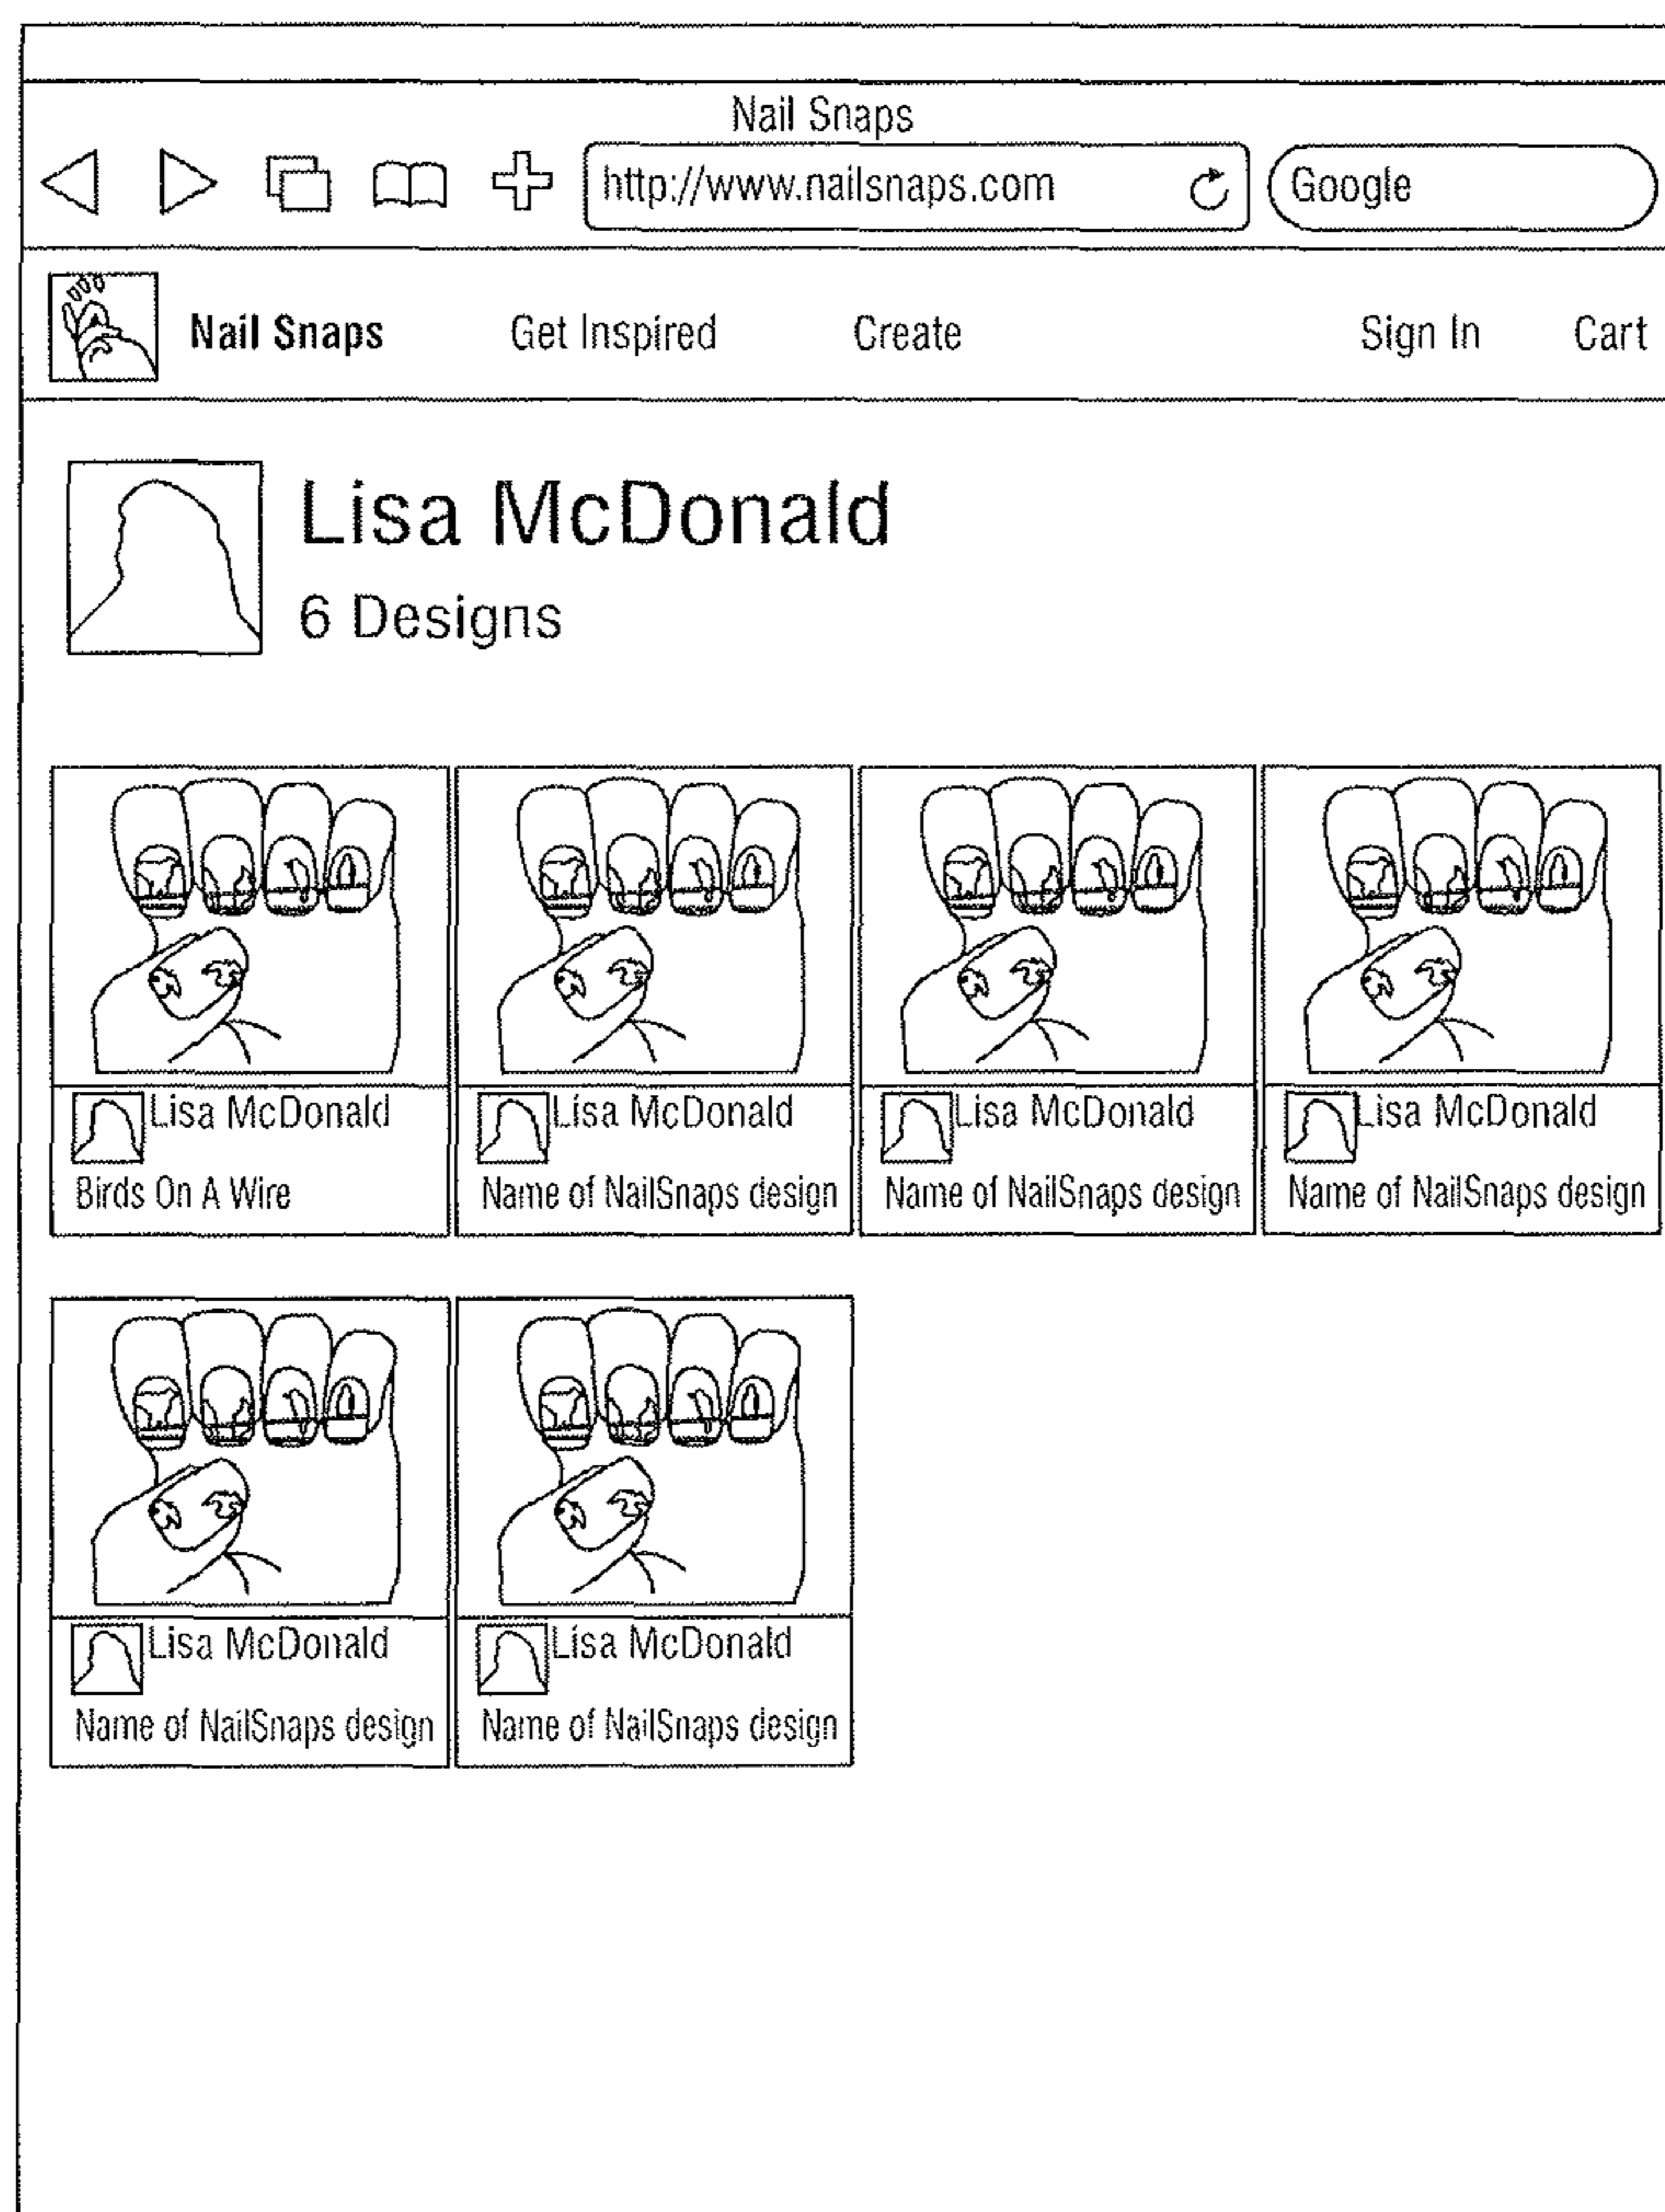 Nail Snaps
http://www.nailsnaps.com Google
Nail Snaps Get Inspired Create Sign In Cart
Lisa McDonald
6 Designs
Lisa McDonald Lisa McDonald Lisa McDonald Lisa McDonald
Birds On A Wire Name of NailSnaps design Name of NailSnaps design Name of NailSnaps design
Lisa McDonald Lisa McDonald
Name of NailSnaps design Name of NailSnaps design